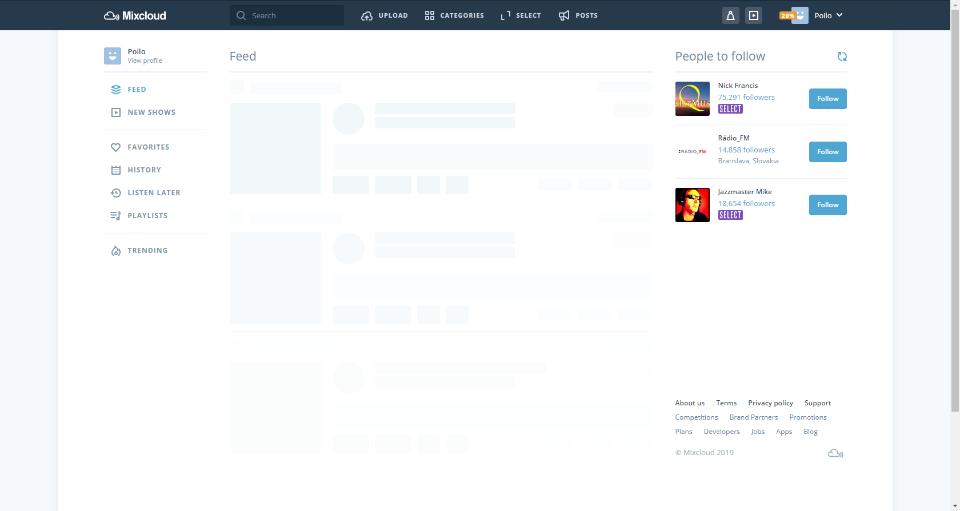 Mixcloud
Search
UPLOAD
CATEGORIES
SELECT
POSTS
Poilo
Poilo
View profile
FEED
NEW SHOWS
FAVORITES
HISTORY
LISTEN LATER
PLAYLISTS
TRENDING
Feed
People to follow
Nick Francis
75,291 followers
SELECT
Follow
:RADIO_FM
Rádio_FM
14,858 followers
Bratislava, Slovakia
Follow
Jazzmaster Mike
18,654 followers
SELECT
Follow
About us Terms Privacy policy Support
Competitions Brand Partners Promotions
Plans Developers Jobs Apps Blog
© Mixcloud 2019